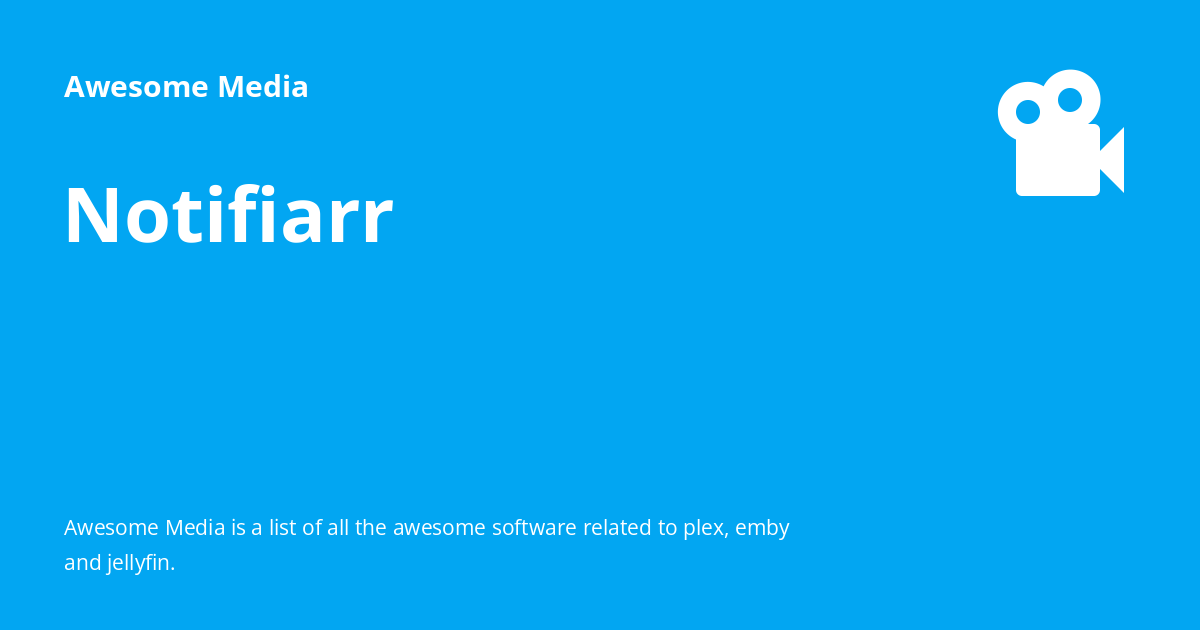 Awesome Media
Notifiarr
Awesome Media is a list of all the awesome software related to plex, emby
and jellyfin.